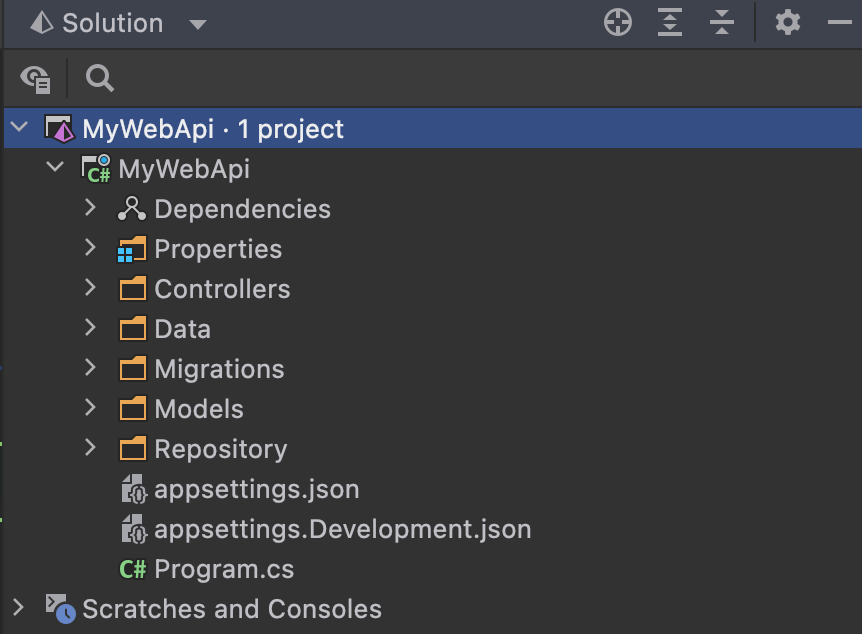 Solution
MyWebApi · 1 project
C# MyWebApi
Dependencies
Properties
Controllers
Data
Migrations
Models
Repository
appsettings.json
appsettings.Development.json
C# Program.cs
Scratches and Consoles